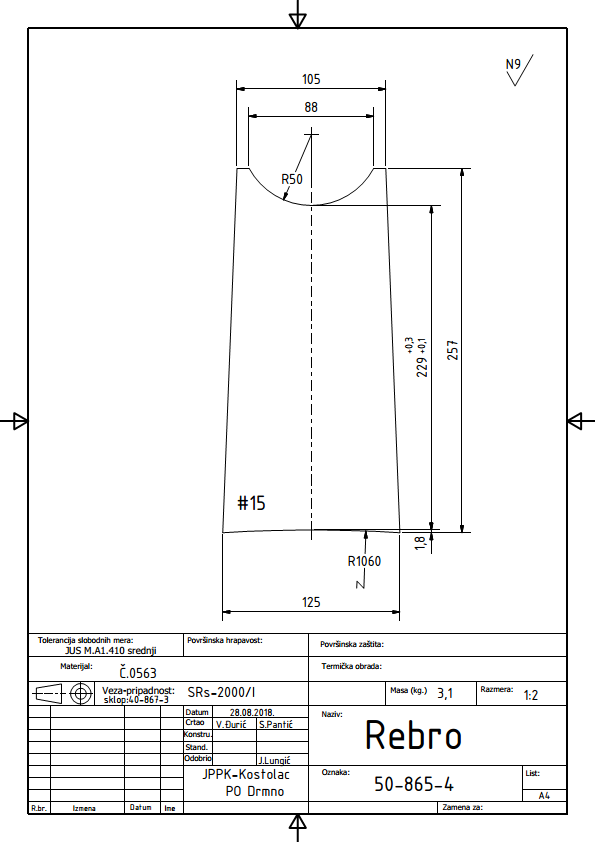 N9
105
88
R50
+0,3
229 +0,1
257
#15
1,8
R1060
125
Tolerancija slobodnih mera:
JUS M.A1.410 srednji
Površinska hrapavost:
Površinska zaštita:
Materijal:
Č.0563
Termička obrada:
Veza-pripadnost: SRs-2000/I
sklop:40-867-3
Masa (kg.) 3,1
Razmera: 1:2
Datum 28.08.2018.
Crtao V.Đurić S.Pantić
Konstru.
Stand.
Odobrio J.Lungić
Naziv:
Rebro
JPPK-Kostolac
PO Drmno
Oznaka:
50-865-4
List:
A4
R.br. Izmena Datum Ime
Zamena za: